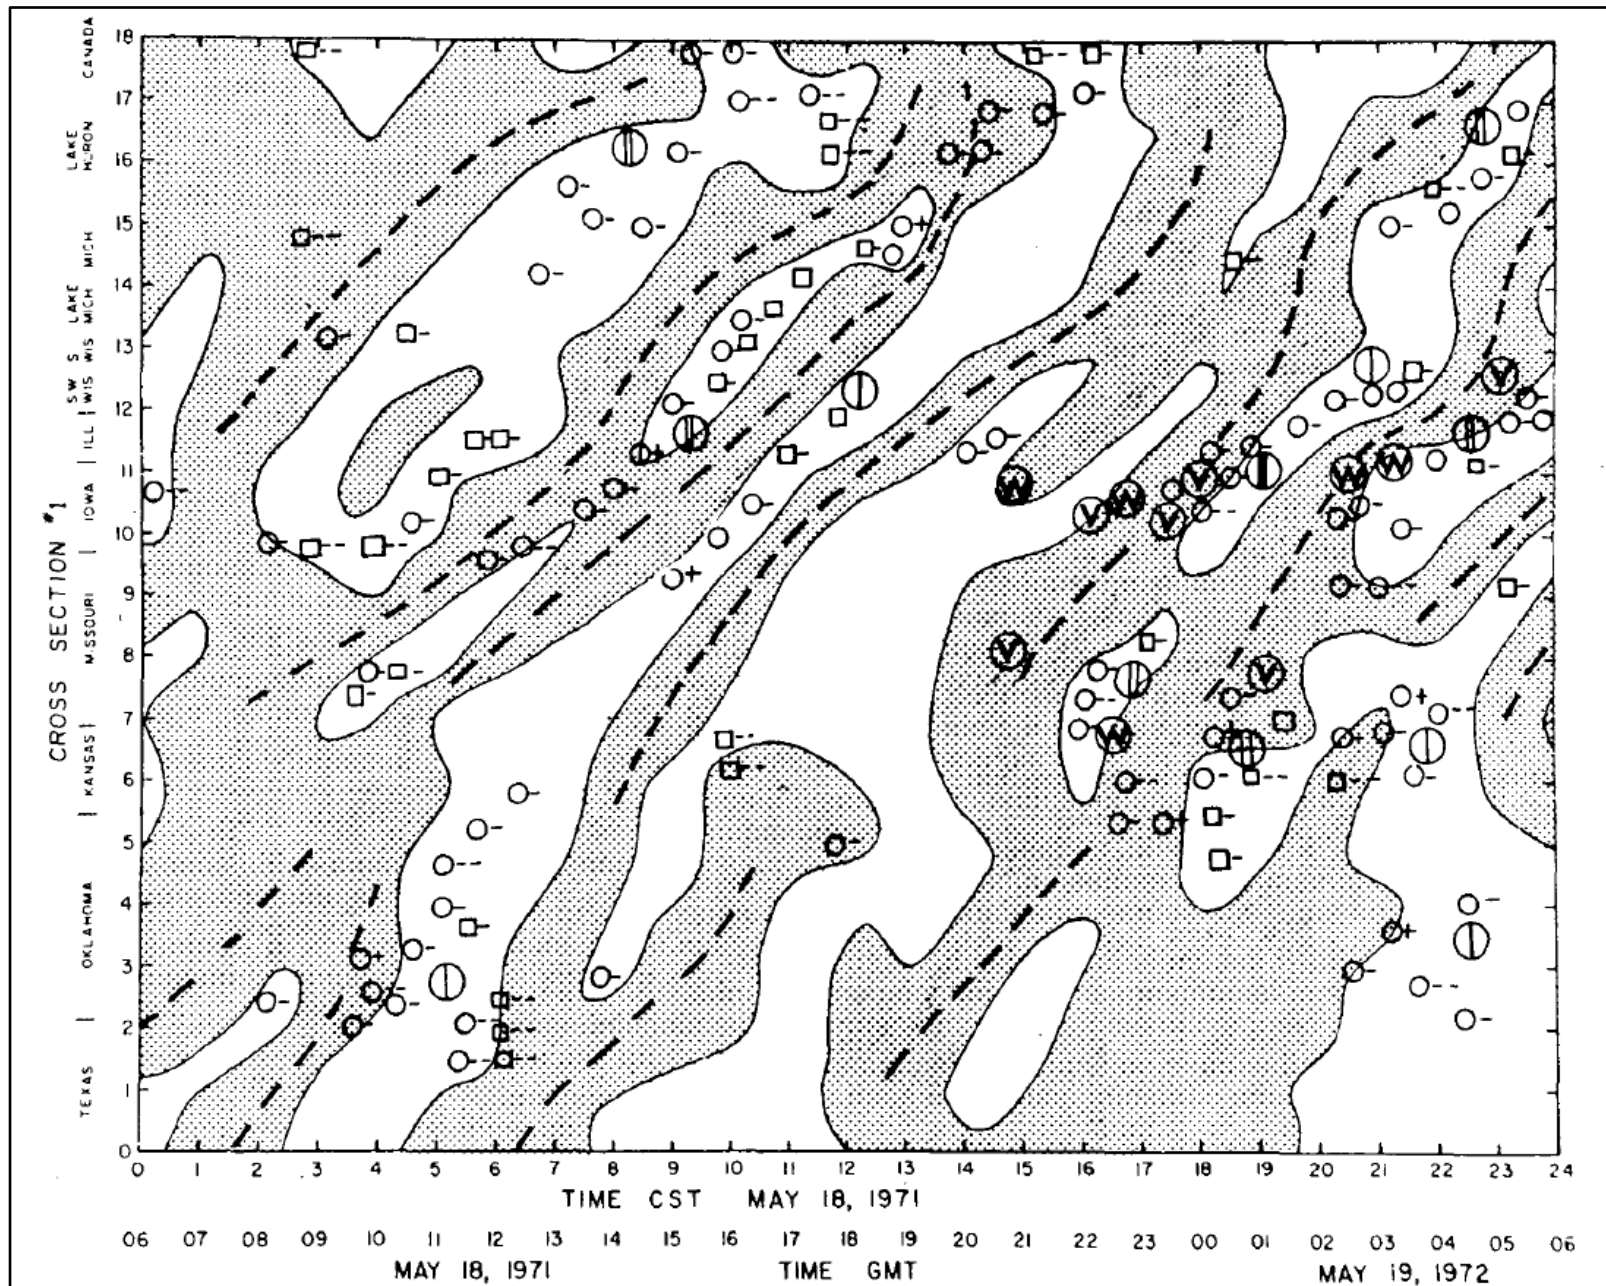 CROSS SECTION #1
TEXAS | OKLAHOMA | KANSAS | MISSOURI | IOWA | ILL | SW WIS S WIS LAKE MICH MICH LAKE HURON CANADA
18
17
16
15
14
13
12
11
10
9
8
7
6
5
4
3
2
1
0
V
W
W
W
V
V
V
W
V
W
W
V
0 1 2 3 4 5 6 7 8 9 10 11 12 13 14 15 16 17 18 19 20 21 22 23 24
TIME CST MAY 18, 1971
06 07 08 09 10 11 12 13 14 15 16 17 18 19 20 21 22 23 00 01 02 03 04 05 06
MAY 18, 1971 TIME GMT MAY 19, 1972